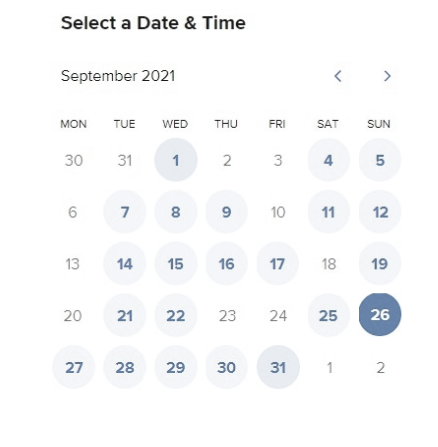 Select a Date & Time
September 2021
MON TUE WED THU FRI SAT SUN
30 31 1 2 3 4 5
6 7 8 9 10 11 12
13 14 15 16 17 18 19
20 21 22 23 24 25 26
27 28 29 30 31 1 2